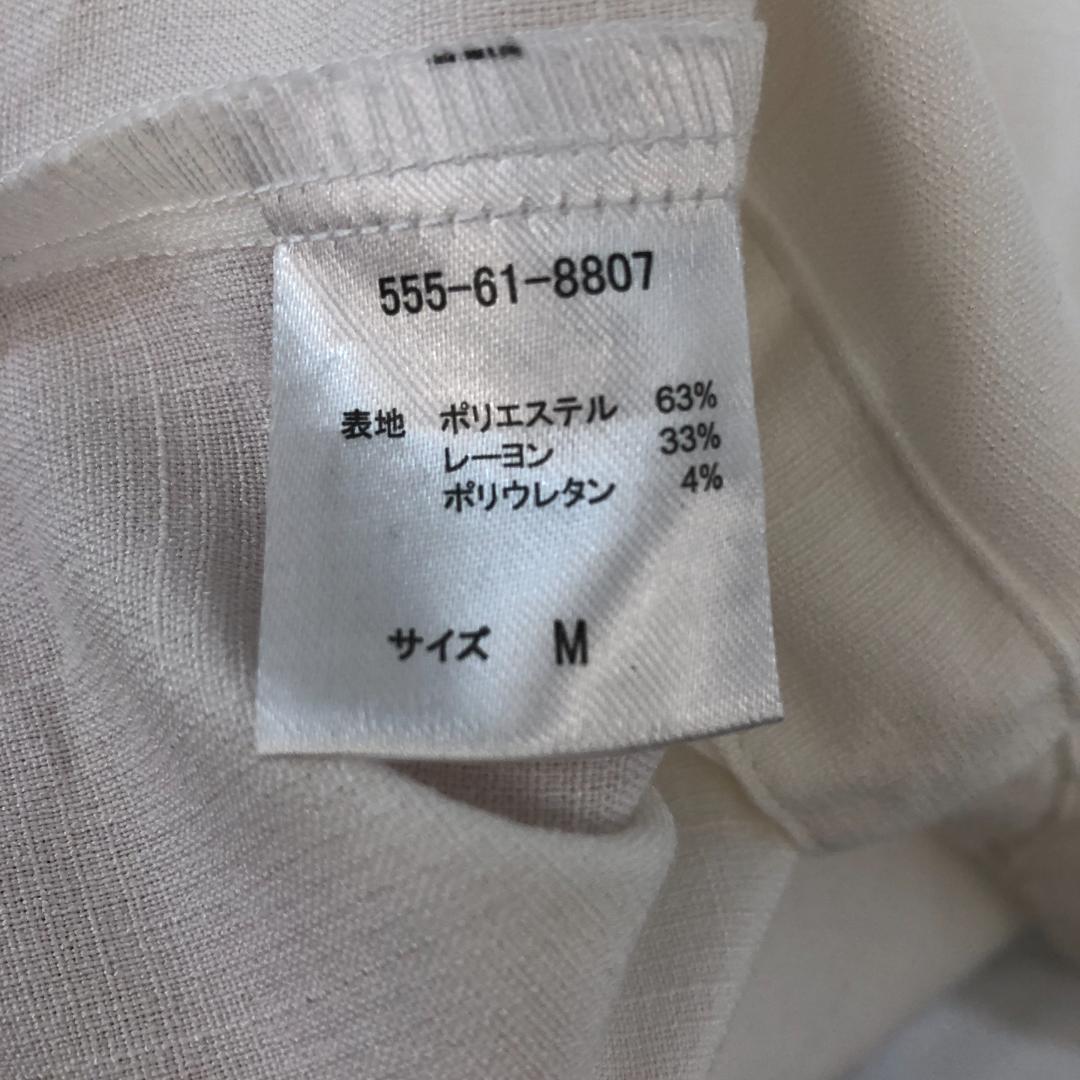 555-61-8807
表地 ポリエステル 63%
レーヨン 33%
ポリウレタン 4%
サイズ M